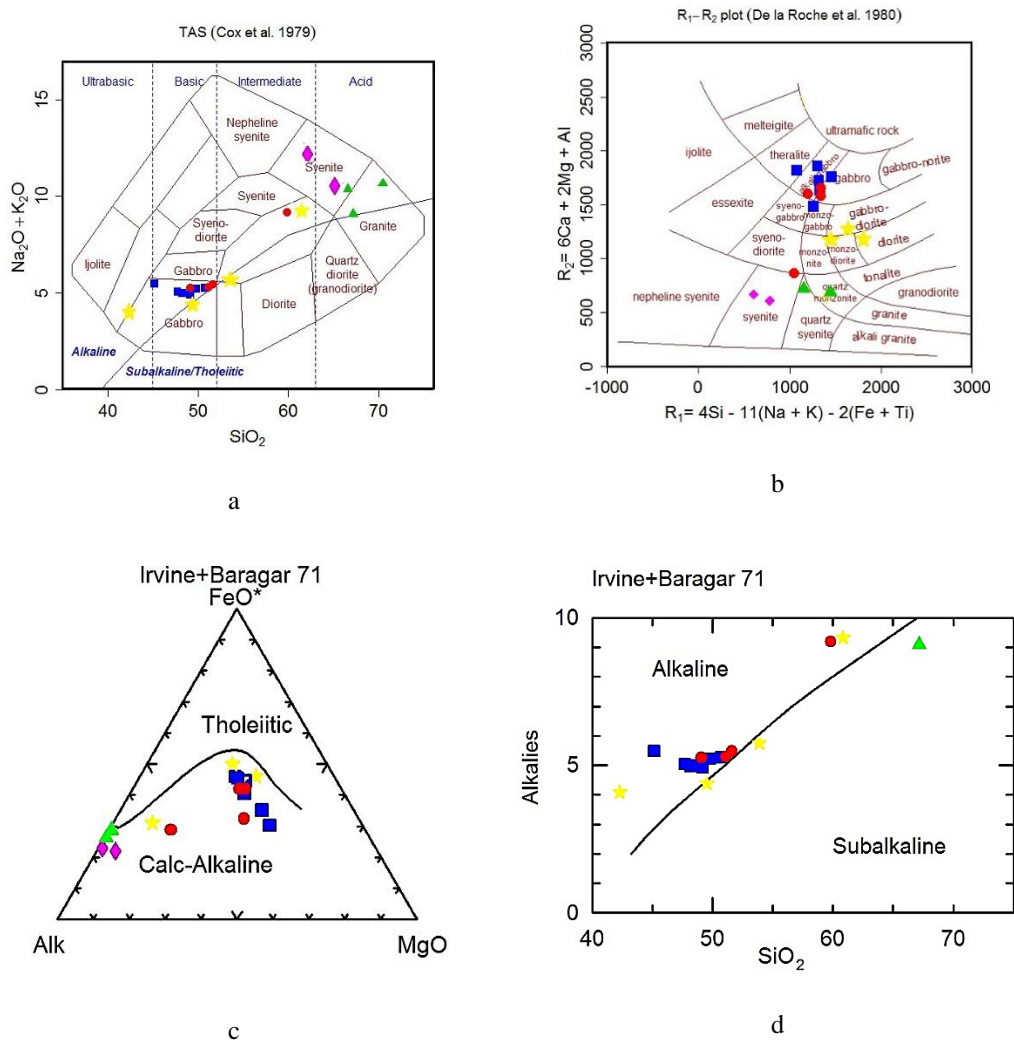 TAS (Cox et al. 1979)
Ultrabasic Basic Intermediate Acid
Nepheline
syenite
Syenite
Syenite
Syeno-
diorite
Granite
Ijolite
Gabbro
Quartz
diorite
(granodiorite)
Diorite
Gabbro
Alkaline
Subalkaline/Tholeiitic
Na₂O + K₂O
0 5 10 15
40 50 60 70
SiO₂
a
R₁–R₂ plot (De la Roche et al. 1980)
R₂= 6Ca + 2Mg + Al
0 500 1000 1500 2000 2500 3000
melteigite
ultramafic rock
ijolite
theralite
gabbro-norite
alkali gabbro
gabbro
essexite
syeno-
gabbro
monzo-
gabbro
gabbro-
diorite
syeno-
diorite
monzo-
nite
monzo
diorite
diorite
tonalite
nepheline syenite
quartz
monzonite
granodiorite
syenite
quartz
syenite
granite
alkali granite
-1000 0 1000 2000 3000
R₁= 4Si - 11(Na + K) - 2(Fe + Ti)
b
Irvine+Baragar 71
FeO*
Tholeiitic
Calc-Alkaline
Alk
MgO
c
Irvine+Baragar 71
Alkalies
10
5
0
Alkaline
Subalkaline
40 50 60 70
SiO₂
d